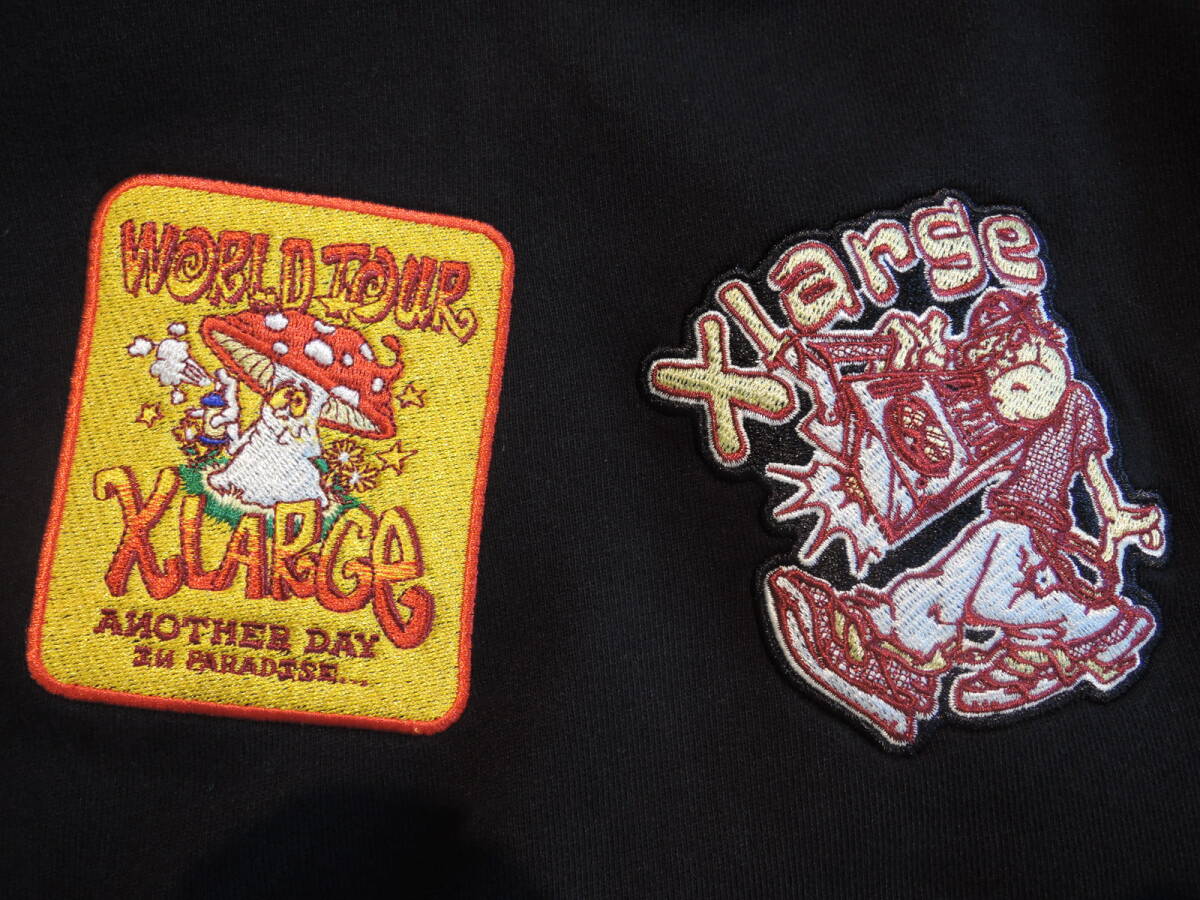 WORLD TOUR
XLARGE
ANOTHER DAY
IN PARADISE...
Xlarge